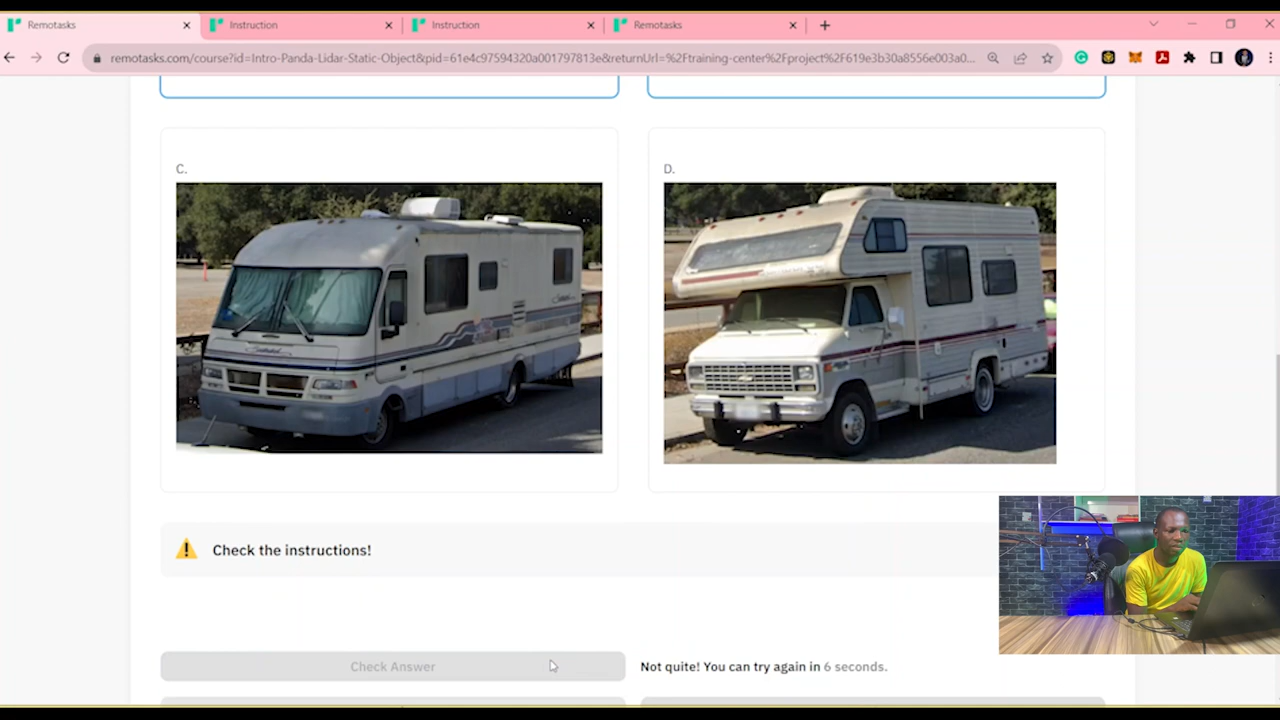 Remotasks
Instruction
Instruction
Remotasks
remotasks.com/course?id=Intro-Panda-Lidar-Static-Object&pid=61e4c97594320a001797813e&returnUrl=%2Ftraining-center%2Fproject%2F619e3b30a8556e003a0...
C.
D.
Check the instructions!
Check Answer
Not quite! You can try again in 6 seconds.